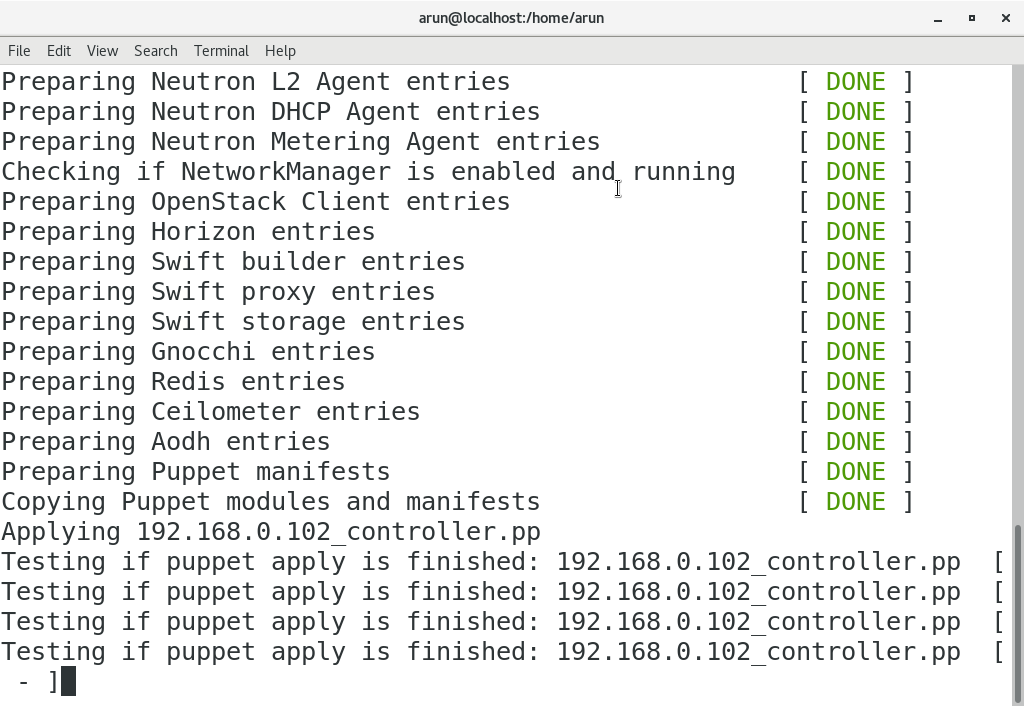 arun@localhost:/home/arun
File Edit View Search Terminal Help
Preparing Neutron L2 Agent entries [ DONE ]
Preparing Neutron DHCP Agent entries [ DONE ]
Preparing Neutron Metering Agent entries [ DONE ]
Checking if NetworkManager is enabled and running [ DONE ]
Preparing OpenStack Client entries [ DONE ]
Preparing Horizon entries [ DONE ]
Preparing Swift builder entries [ DONE ]
Preparing Swift proxy entries [ DONE ]
Preparing Swift storage entries [ DONE ]
Preparing Gnocchi entries [ DONE ]
Preparing Redis entries [ DONE ]
Preparing Ceilometer entries [ DONE ]
Preparing Aodh entries [ DONE ]
Preparing Puppet manifests [ DONE ]
Copying Puppet modules and manifests [ DONE ]
Applying 192.168.0.102_controller.pp
Testing if puppet apply is finished: 192.168.0.102_controller.pp [
Testing if puppet apply is finished: 192.168.0.102_controller.pp [
Testing if puppet apply is finished: 192.168.0.102_controller.pp [
Testing if puppet apply is finished: 192.168.0.102_controller.pp [
- ]